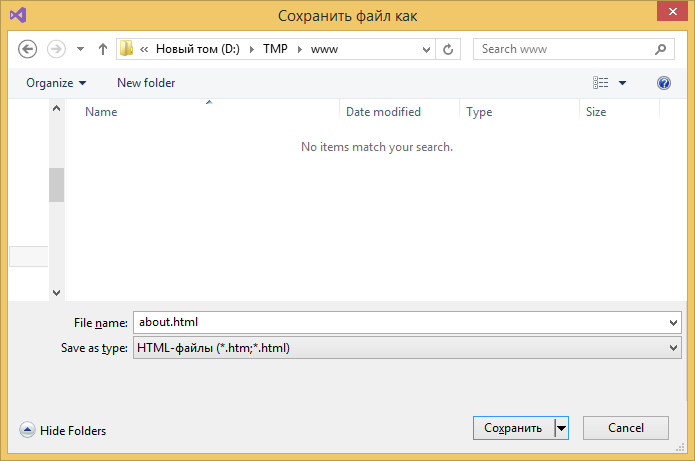 Сохранить файл как
« Новый том (D:) TMP www
Search www
Organize New folder
Name Date modified Type Size
No items match your search.
File name: about.html
Save as type: HTML-файлы (*.htm;*.html)
Hide Folders Сохранить Cancel